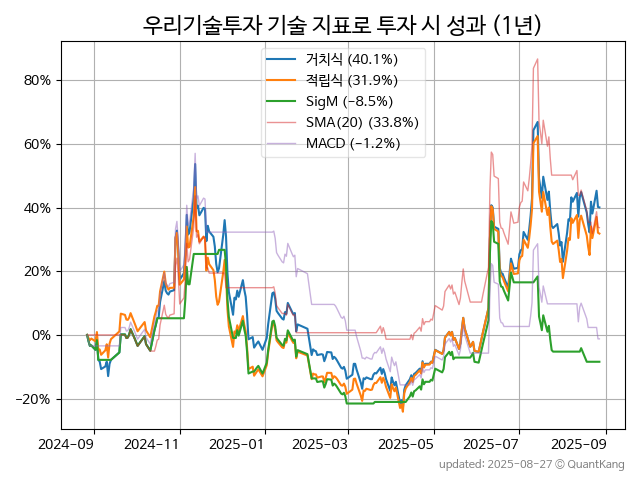 우리기술투자 기술 지표로 투자 시 성과 (1년)
거치식 (40.1%)
적립식 (31.9%)
SigM (−8.5%)
SMA(20) (33.8%)
MACD (−1.2%)
80%
60%
40%
20%
0%
−20%
2024-09 2024-11 2025-01 2025-03 2025-05 2025-07 2025-09
updated: 2025-08-27 © QuantKang